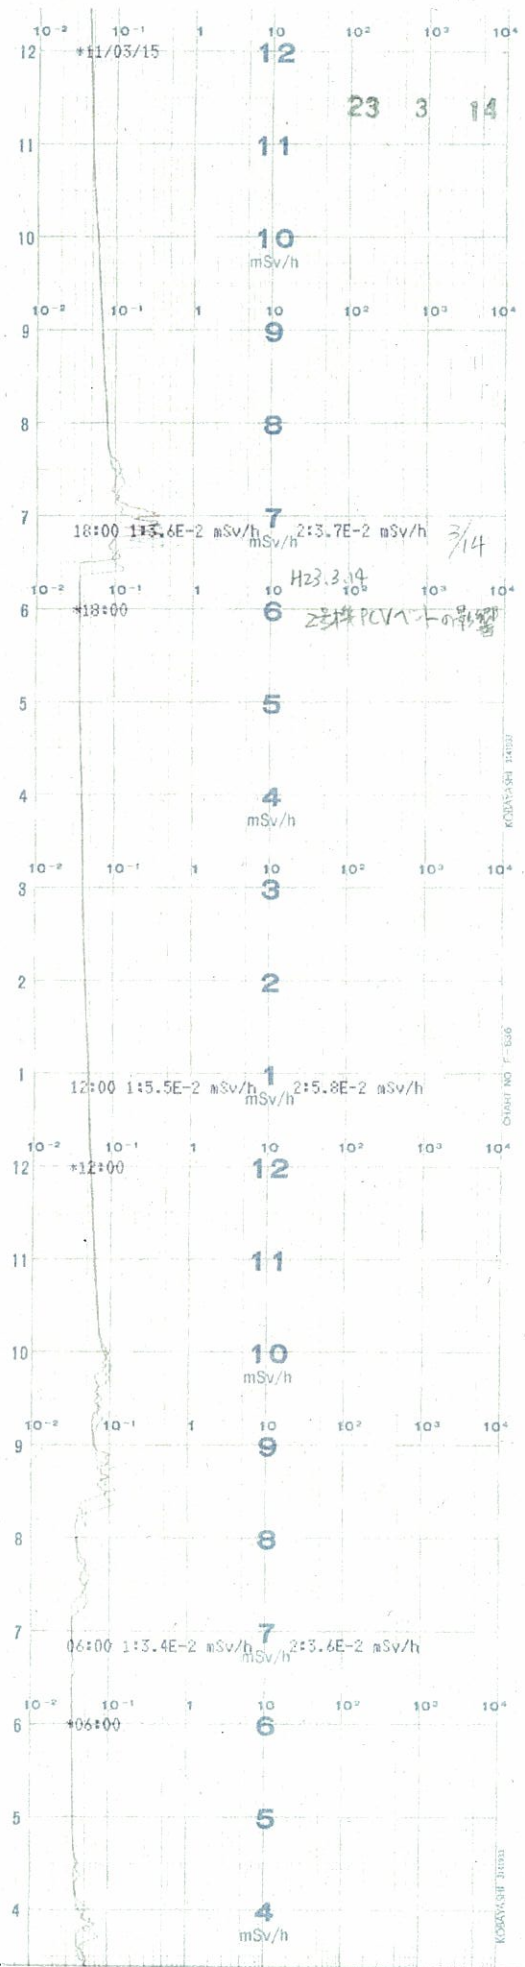 10⁻² 10⁻¹ 1 10 10² 10³ 10⁴
12 *11/03/15 12
23 3 14
11 11
10 10
mSv/h
10⁻² 10⁻¹ 1 10 10² 10³ 10⁴
9 9
8 8
7 7
18:00 1:3.6E-2 mSv/h mSv/h 2:3.7E-2 mSv/h 3/14
H23.3.14
10⁻² 10⁻¹ 1 10 10² 10³ 10⁴
6 *18:00 6 2号機PCVベントの影響
5 5
4 4
mSv/h
KOBAYASHI
10⁻² 10⁻¹ 1 10 10² 10³ 10⁴
3 3
2 2
1 1
12:00 1:5.5E-2 mSv/h mSv/h 2:5.8E-2 mSv/h
CHART NO F-636
10⁻² 10⁻¹ 1 10 10² 10³ 10⁴
12 *12:00 12
11 11
10 10
mSv/h
10⁻² 10⁻¹ 1 10 10² 10³ 10⁴
9 9
8 8
7 7
06:00 1:3.4E-2 mSv/h mSv/h 2:3.6E-2 mSv/h
10⁻² 10⁻¹ 1 10 10² 10³ 10⁴
6 *06:00 6
5 5
4 4
mSv/h
KOBAYASHI